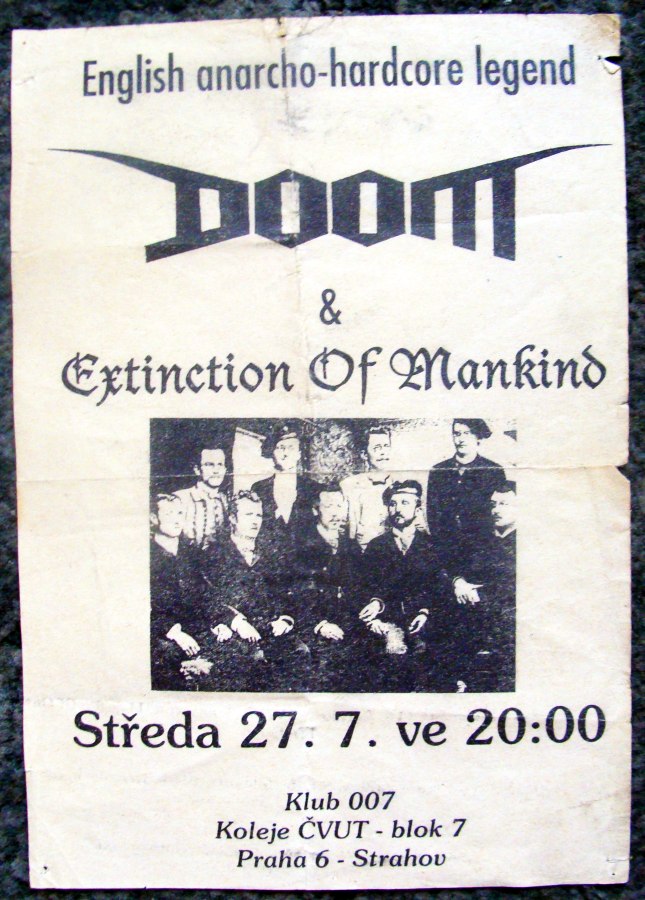 English anarcho-hardcore legend
DOOM
&
Extinction Of Mankind
Středa 27. 7. ve 20:00
Klub 007
Koleje ČVUT - blok 7
Praha 6 - Strahov